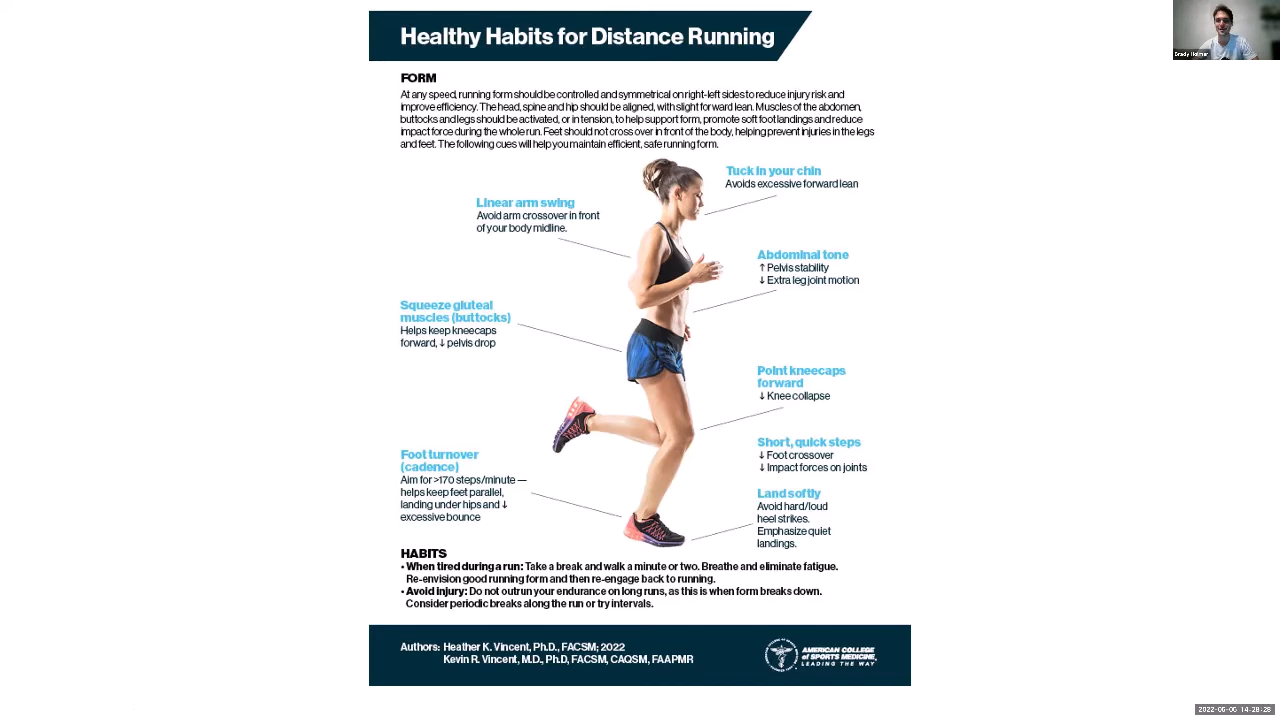 Healthy Habits for Distance Running
Brady Holmer
FORM
At any speed, running form should be controlled and symmetrical on right-left sides to reduce injury risk and
improve efficiency. The head, spine and hip should be aligned, with slight forward lean. Muscles of the abdomen,
buttocks and legs should be activated, or in tension, to help support form, promote soft foot landings and reduce
impact force during the whole run. Feet should not cross over in front of the body, helping prevent injuries in the legs
and feet. The following cues will help you maintain efficient, safe running form.
Tuck in your chin
Avoids excessive forward lean
Linear arm swing
Avoid arm crossover in front
of your body midline.
Abdominal tone
↑ Pelvis stability
↓ Extra leg joint motion
Squeeze gluteal
muscles (buttocks)
Helps keep kneecaps
forward, ↓ pelvis drop
Point kneecaps
forward
↓ Knee collapse
Short, quick steps
↓ Foot crossover
↓ Impact forces on joints
Foot turnover
(cadence)
Aim for >170 steps/minute —
helps keep feet parallel,
landing under hips and ↓
excessive bounce
Land softly
Avoid hard/loud
heel strikes.
Emphasize quiet
landings.
HABITS
• When tired during a run: Take a break and walk a minute or two. Breathe and eliminate fatigue.
Re-envision good running form and then re-engage back to running.
• Avoid injury: Do not outrun your endurance on long runs, as this is when form breaks down.
Consider periodic breaks along the run or try intervals.
Authors: Heather K. Vincent, Ph.D., FACSM; 2022
Kevin R. Vincent, M.D., Ph.D, FACSM, CAQSM, FAAPMR
AMERICAN COLLEGE
of SPORTS MEDICINE
LEADING THE WAY
2022-06-06 14:28:28